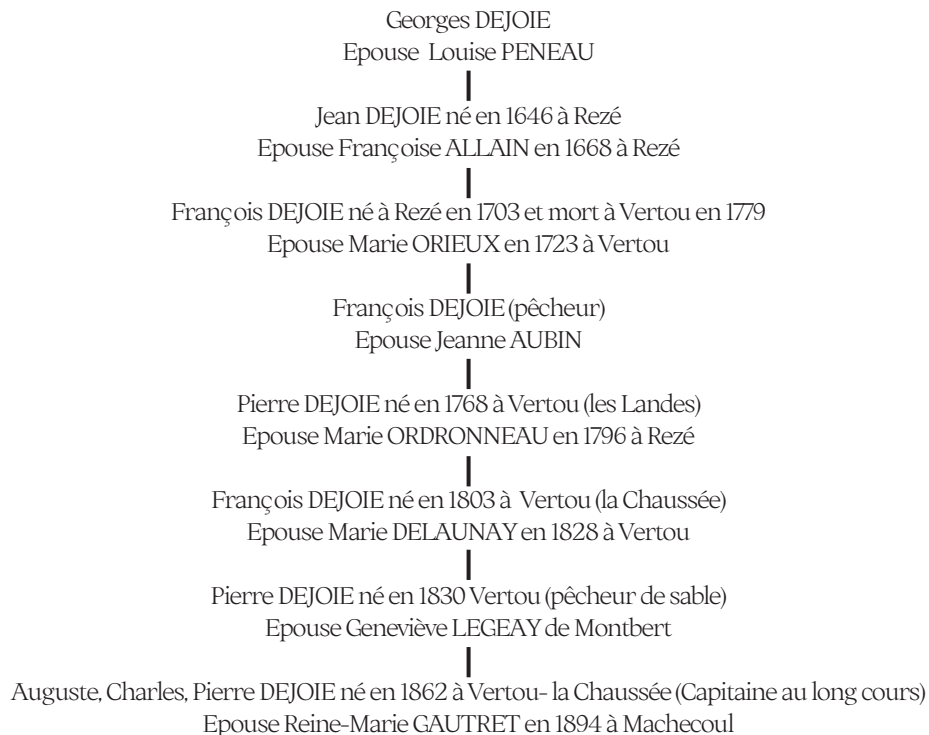 Georges DEJOIE
Epouse Louise PENEAU
Jean DEJOIE né en 1646 à Rezé
Epouse Françoise ALLAIN en 1668 à Rezé
François DEJOIE né à Rezé en 1703 et mort à Vertou en 1779
Epouse Marie ORIEUX en 1723 à Vertou
François DEJOIE (pêcheur)
Epouse Jeanne AUBIN
Pierre DEJOIE né en 1768 à Vertou (les Landes)
Epouse Marie ORDRONNEAU en 1796 à Rezé
François DEJOIE né en 1803 à Vertou (la Chaussée)
Epouse Marie DELAUNAY en 1828 à Vertou
Pierre DEJOIE né en 1830 Vertou (pêcheur de sable)
Epouse Geneviève LEGEAY de Montbert
Auguste, Charles, Pierre DEJOIE né en 1862 à Vertou- la Chaussée (Capitaine au long cours)
Epouse Reine-Marie GAUTRET en 1894 à Machecoul